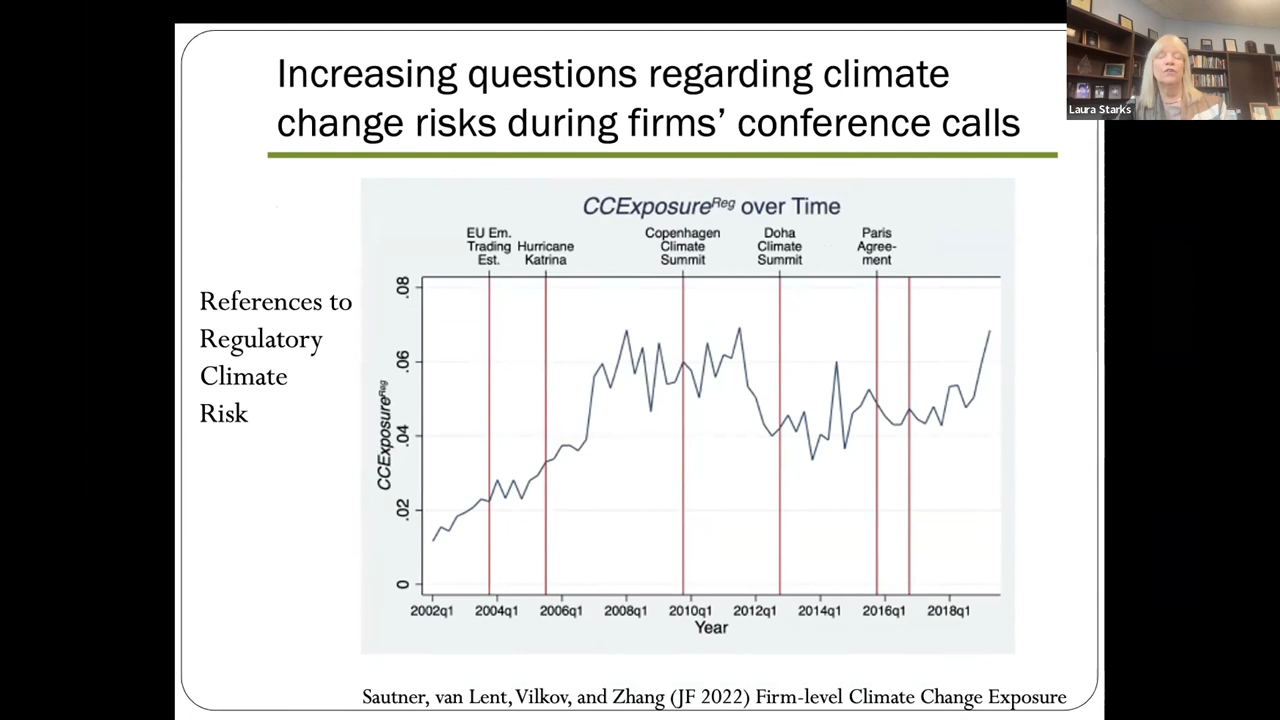 Increasing questions regarding climate
change risks during firms’ conference calls
Laura Starks
References to
Regulatory
Climate
Risk
CCExposureReg over Time
EU Em.
Trading
Est.
Hurricane
Katrina
Copenhagen
Climate
Summit
Doha
Climate
Summit
Paris
Agree-
ment
CCExposureReg
.08
.06
.04
.02
0
2002q1 2004q1 2006q1 2008q1 2010q1 2012q1 2014q1 2016q1 2018q1
Year
Sautner, van Lent, Vilkov, and Zhang (JF 2022) Firm-level Climate Change Exposure